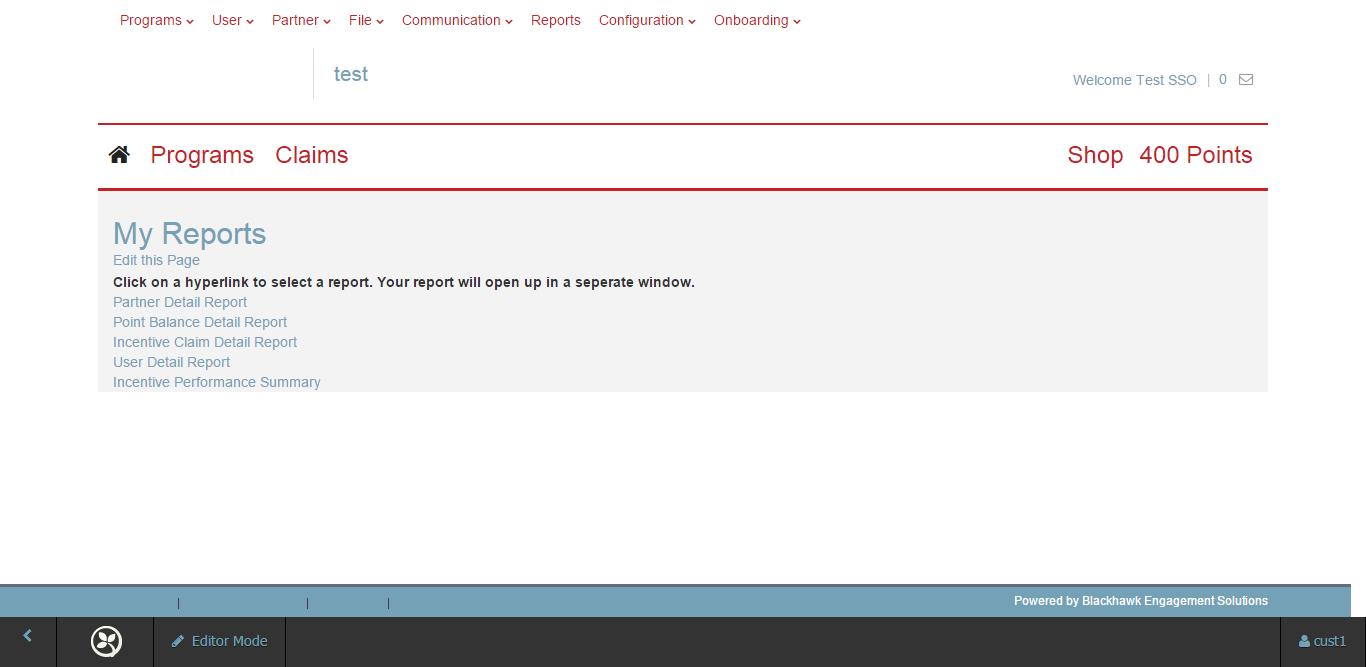 Programs User Partner File Communication Reports Configuration Onboarding
test
Welcome Test SSO | 0
Programs Claims Shop 400 Points
My Reports
Edit this Page
Click on a hyperlink to select a report. Your report will open up in a seperate window.
Partner Detail Report
Point Balance Detail Report
Incentive Claim Detail Report
User Detail Report
Incentive Performance Summary
| | | Powered by Blackhawk Engagement Solutions
Editor Mode cust1